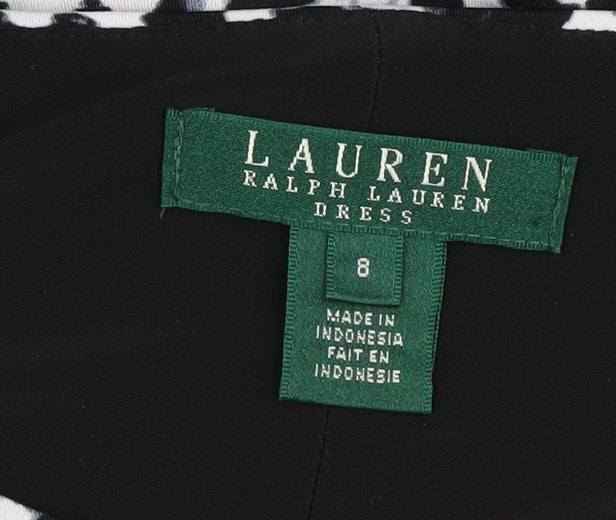 LAUREN
RALPH LAUREN
DRESS
8
MADE IN
INDONESIA
FAIT EN
INDONESIE